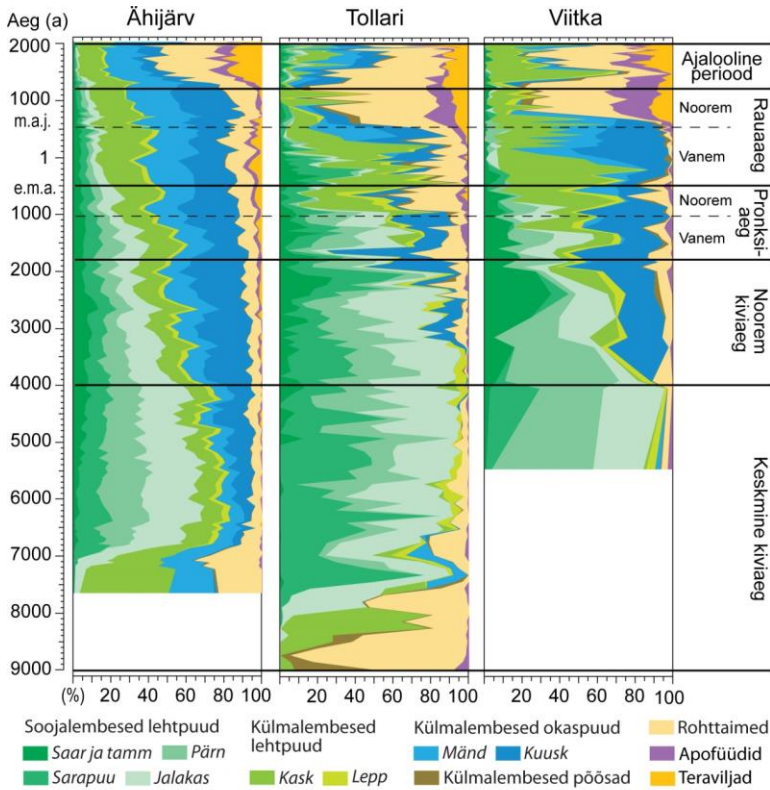 Aeg (a) Ähijärv Tollari Viitka
2000
1000
m.a.j.
1
e.m.a.
1000
2000
3000
4000
5000
6000
7000
8000
9000
Ajalooline
periood
Noorem
Vanem
Rauaaeg
Noorem
Vanem
Pronksi-
aeg
Noorem
kiviaeg
Keskmine kiviaeg
(%) 20 40 60 80 100 20 40 60 80 100 20 40 60 80 100
Soojalembesed lehtpuud
Saar ja tamm Pärn
Sarapuu Jalakas
Külmalembesed
lehtpuud
Kask Lepp
Külmalembesed okaspuud
Mänd Kuusk
Külmalembesed põõsad
Rohttaimed
Apofüüdid
Teraviljad